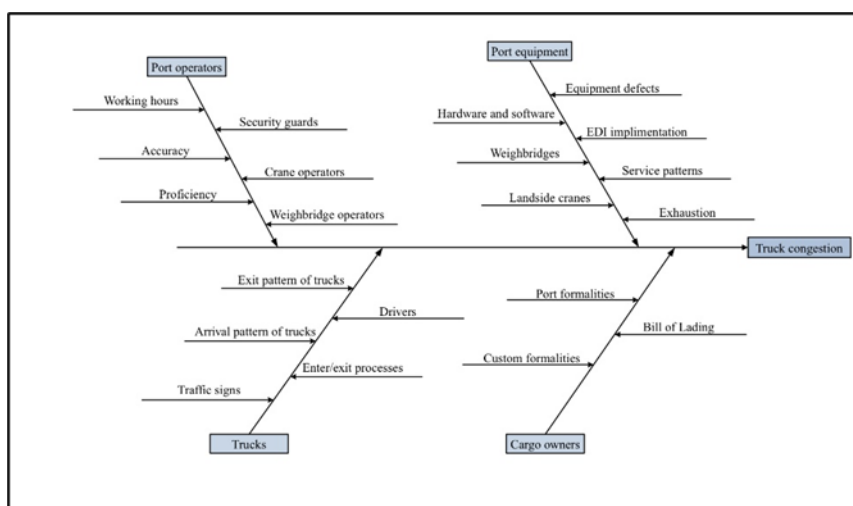 Port operators
Port equipment
Working hours
Security guards
Accuracy
Crane operators
Proficiency
Weighbridge operators
Equipment defects
Hardware and software
EDI implimentation
Weighbridges
Service patterns
Landside cranes
Exhaustion
Truck congestion
Exit pattern of trucks
Drivers
Arrival pattern of trucks
Enter/exit processes
Traffic signs
Trucks
Port formalities
Bill of Lading
Custom formalities
Cargo owners